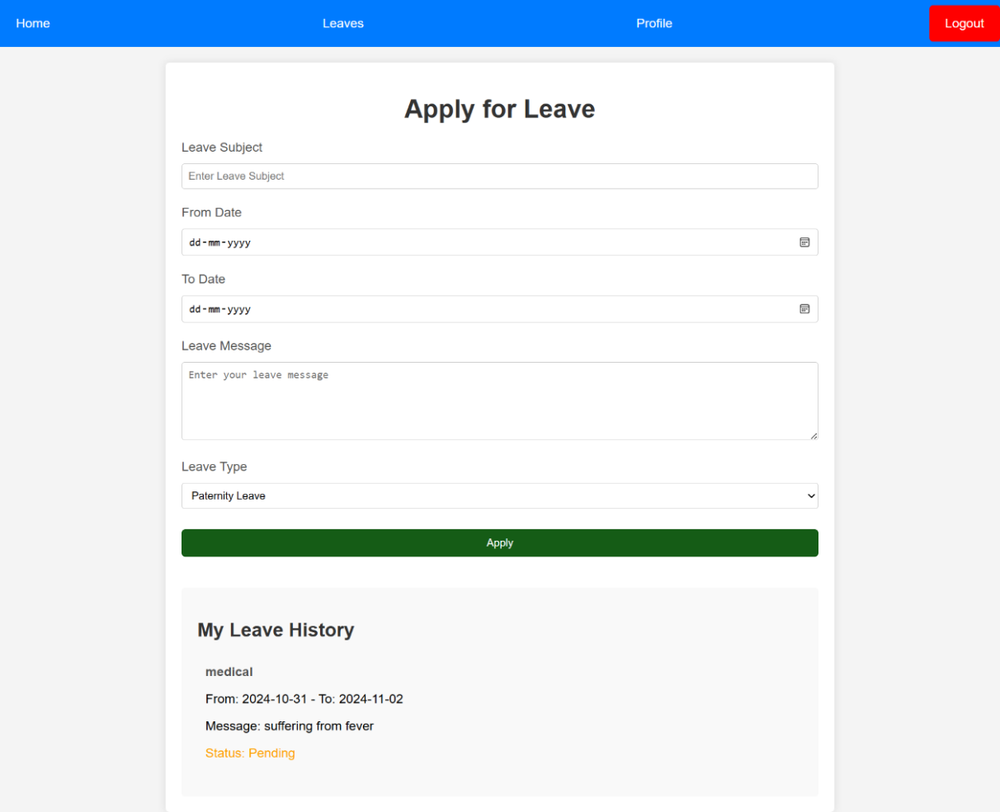 Home Leaves Profile Logout
Apply for Leave
Leave Subject
Enter Leave Subject
From Date
dd-mm-yyyy
To Date
dd-mm-yyyy
Leave Message
Enter your leave message
Leave Type
Paternity Leave
Apply
My Leave History
medical
From: 2024-10-31 - To: 2024-11-02
Message: suffering from fever
Status: Pending